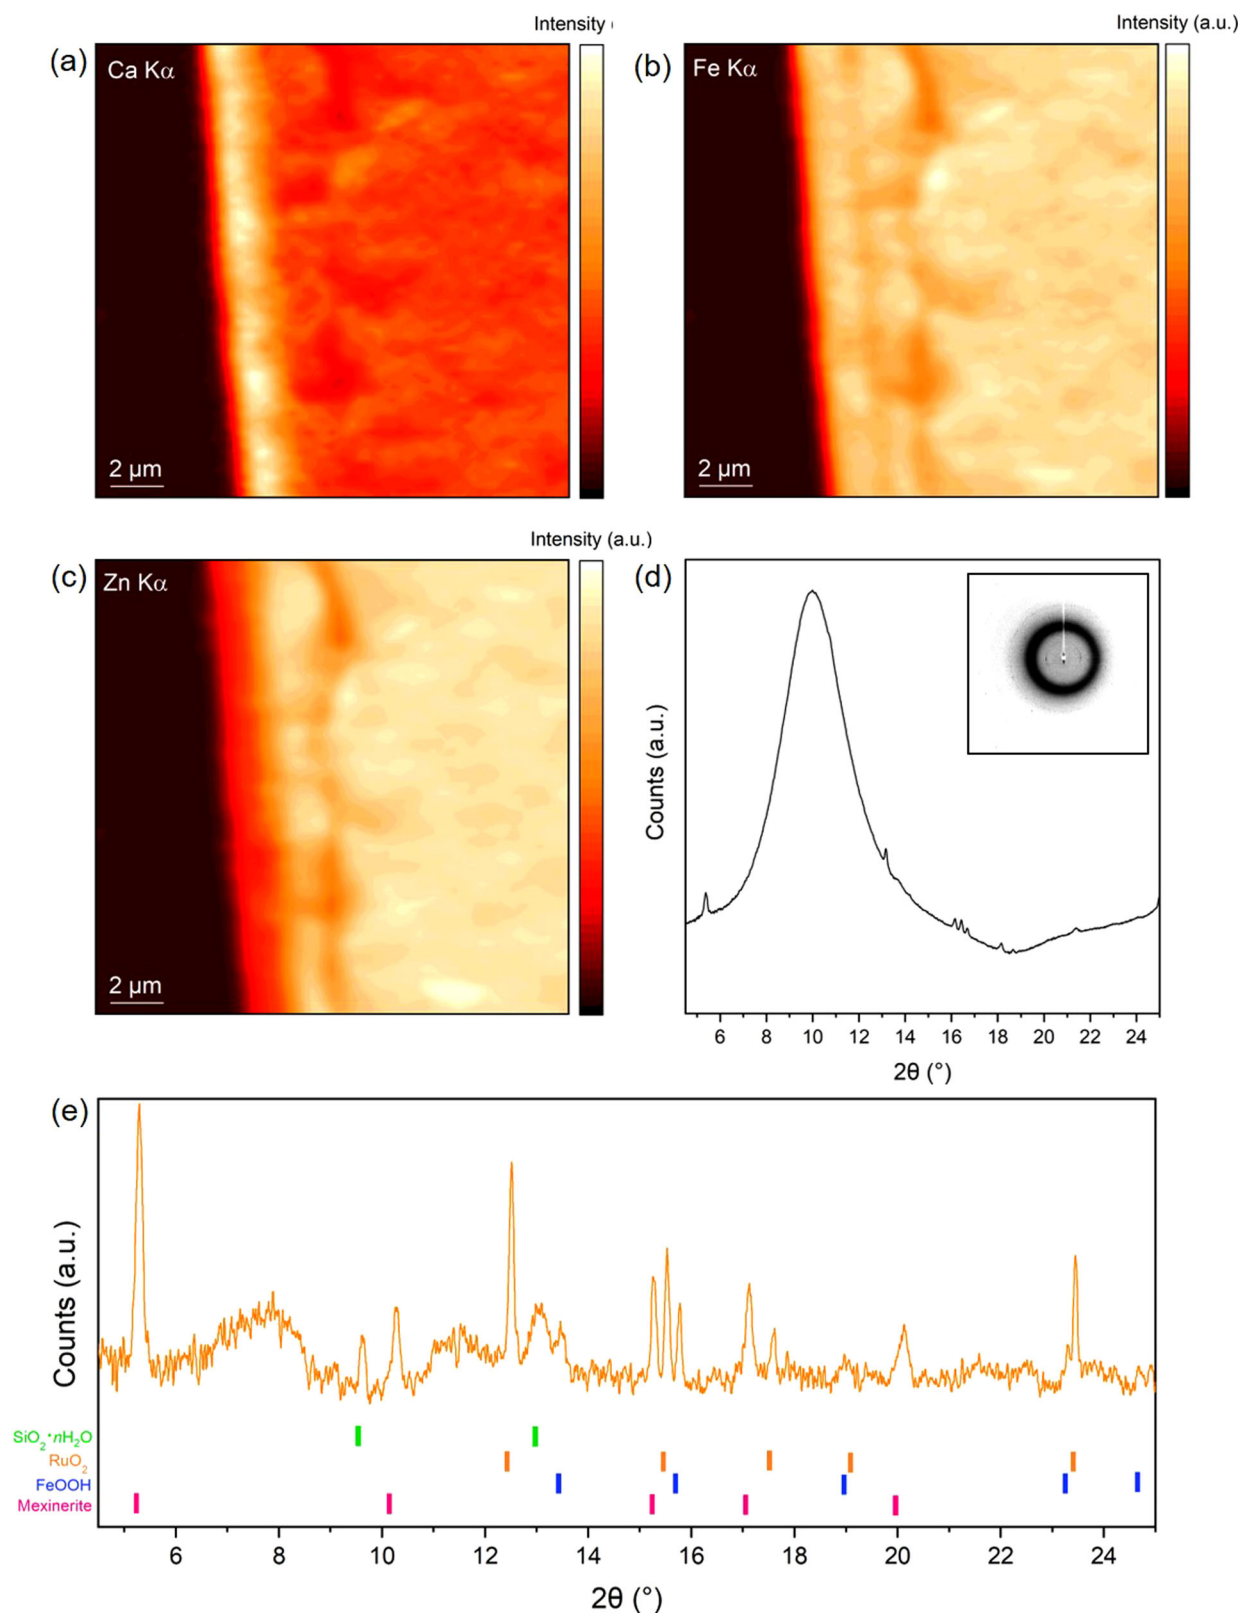 Intensity (
Intensity (a.u.)
(a)
Ca Kα
2 µm
(b)
Fe Kα
2 µm
Intensity (a.u.)
(c)
Zn Kα
2 µm
(d)
Counts (a.u.)
6 8 10 12 14 16 18 20 22 24
2θ (°)
(e)
Counts (a.u.)
SiO₂·nH₂O
RuO₂
FeOOH
Mexinerite
6 8 10 12 14 16 18 20 22 24
2θ (°)